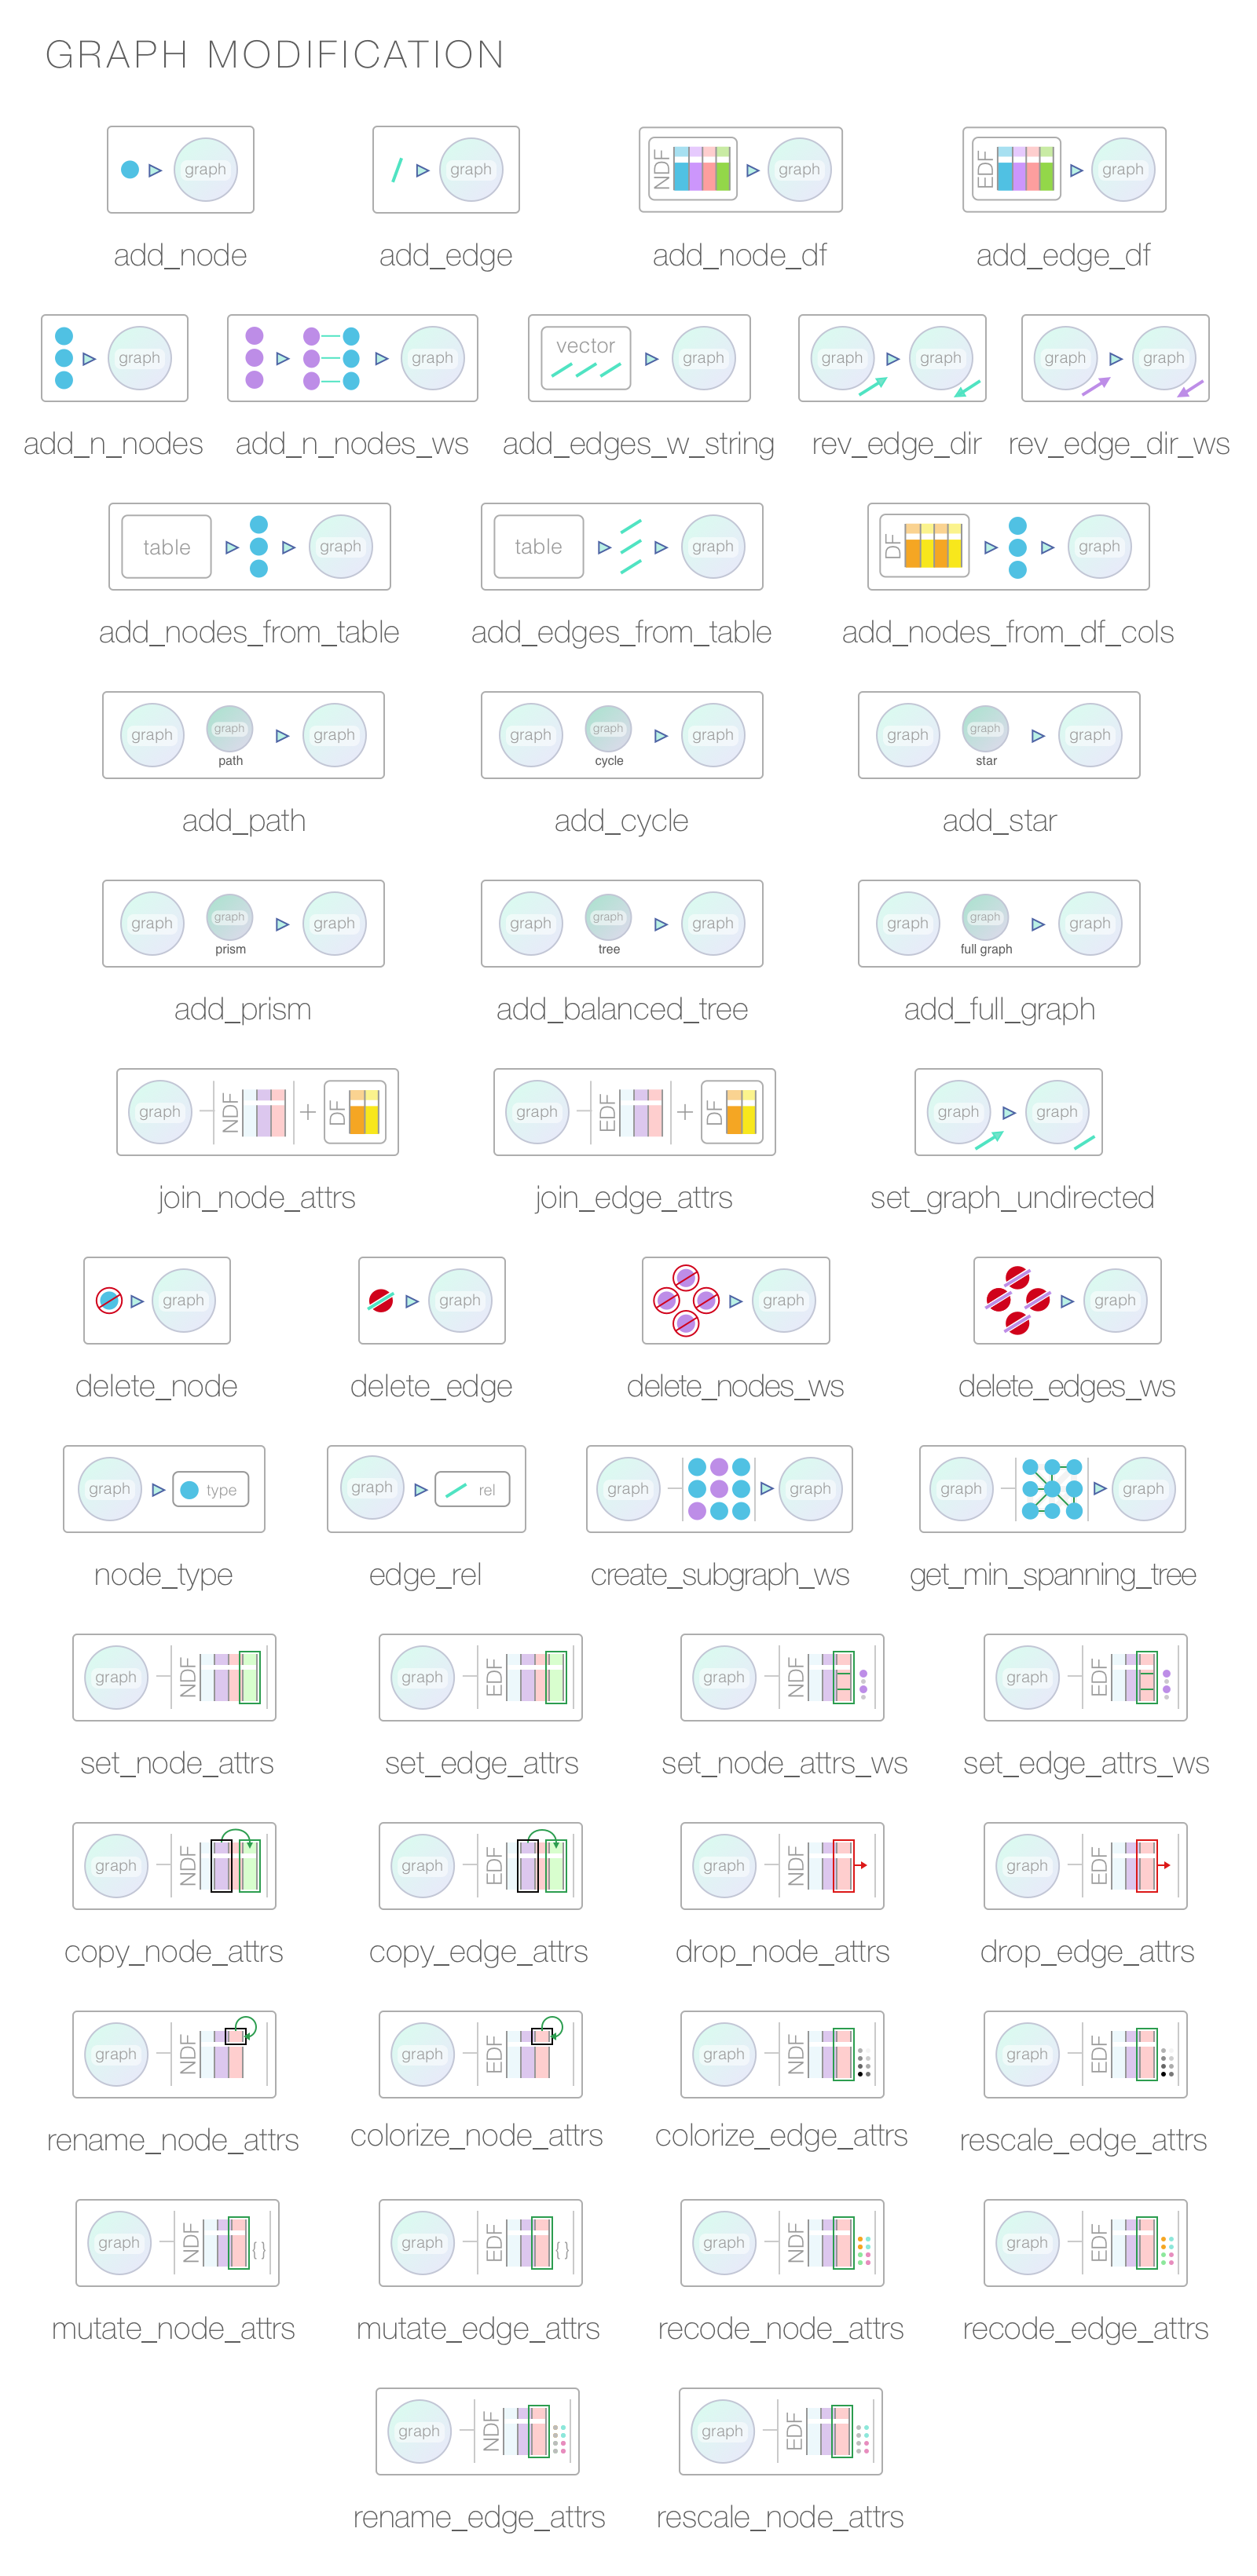 GRAPH MODIFICATION
graph
graph
NDF
graph
EDF
graph
add_node
add_edge
add_node_df
add_edge_df
graph
graph
vector
graph
graph
graph
graph
graph
add_n_nodes
add_n_nodes_ws
add_edges_w_string
rev_edge_dir
rev_edge_dir_ws
table
graph
table
graph
DF
graph
add_nodes_from_table
add_edges_from_table
add_nodes_from_df_cols
graph
graph
path
graph
graph
graph
cycle
graph
graph
graph
star
graph
add_path
add_cycle
add_star
graph
graph
prism
graph
graph
graph
tree
graph
graph
graph
full graph
graph
add_prism
add_balanced_tree
add_full_graph
graph
NDF
+
DF
graph
EDF
+
DF
graph
graph
join_node_attrs
join_edge_attrs
set_graph_undirected
graph
graph
graph
graph
delete_node
delete_edge
delete_nodes_ws
delete_edges_ws
graph
type
graph
rel
graph
graph
graph
graph
node_type
edge_rel
create_subgraph_ws
get_min_spanning_tree
graph
NDF
graph
EDF
graph
NDF
graph
EDF
set_node_attrs
set_edge_attrs
set_node_attrs_ws
set_edge_attrs_ws
graph
NDF
graph
EDF
graph
NDF
graph
EDF
copy_node_attrs
copy_edge_attrs
drop_node_attrs
drop_edge_attrs
graph
NDF
graph
EDF
graph
NDF
graph
EDF
rename_node_attrs
colorize_node_attrs
colorize_edge_attrs
rescale_edge_attrs
graph
NDF
{ }
graph
EDF
{ }
graph
NDF
graph
EDF
mutate_node_attrs
mutate_edge_attrs
recode_node_attrs
recode_edge_attrs
graph
NDF
graph
EDF
rename_edge_attrs
rescale_node_attrs